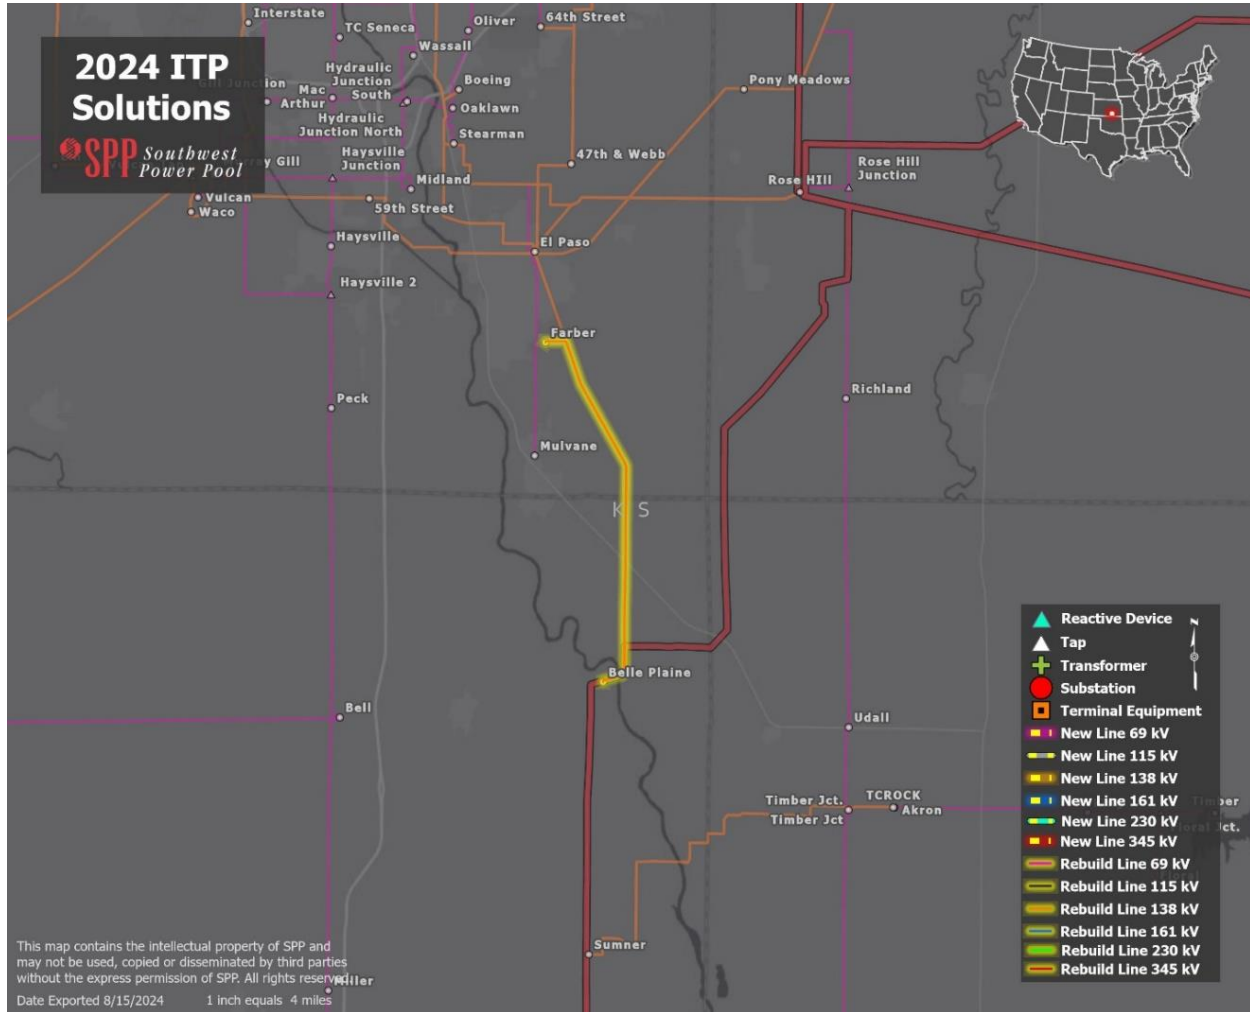 Interstate
Oliver
64th Street
TC Seneca
Wassall
2024 ITP
Solutions
SPP Southwest
Power Pool
Hydraulic
Junction
South
Mac
Arthur
Boeing
Oaklawn
Hydraulic
Junction North
Stearman
Pony Meadows
Haysville
Junction
47th & Webb
Midland
Rose HIll
Rose Hill
Junction
Vulcan
Waco
59th Street
Haysville
El Paso
Haysville 2
Farber
Peck
Richland
Mulvane
K S
Belle Plaine
Bell
Udall
Timber Jct.
Timber Jct
TCROCK
Akron
Sumner
Miller
Reactive Device
N
Tap
Transformer
Substation
Terminal Equipment
New Line 69 kV
New Line 115 kV
New Line 138 kV
New Line 161 kV
New Line 230 kV
New Line 345 kV
Rebuild Line 69 kV
Rebuild Line 115 kV
Rebuild Line 138 kV
Rebuild Line 161 kV
Rebuild Line 230 kV
Rebuild Line 345 kV
This map contains the intellectual property of SPP and
may not be used, copied or disseminated by third parties
without the express permission of SPP. All rights reserved.
Date Exported 8/15/2024 1 inch equals 4 miles